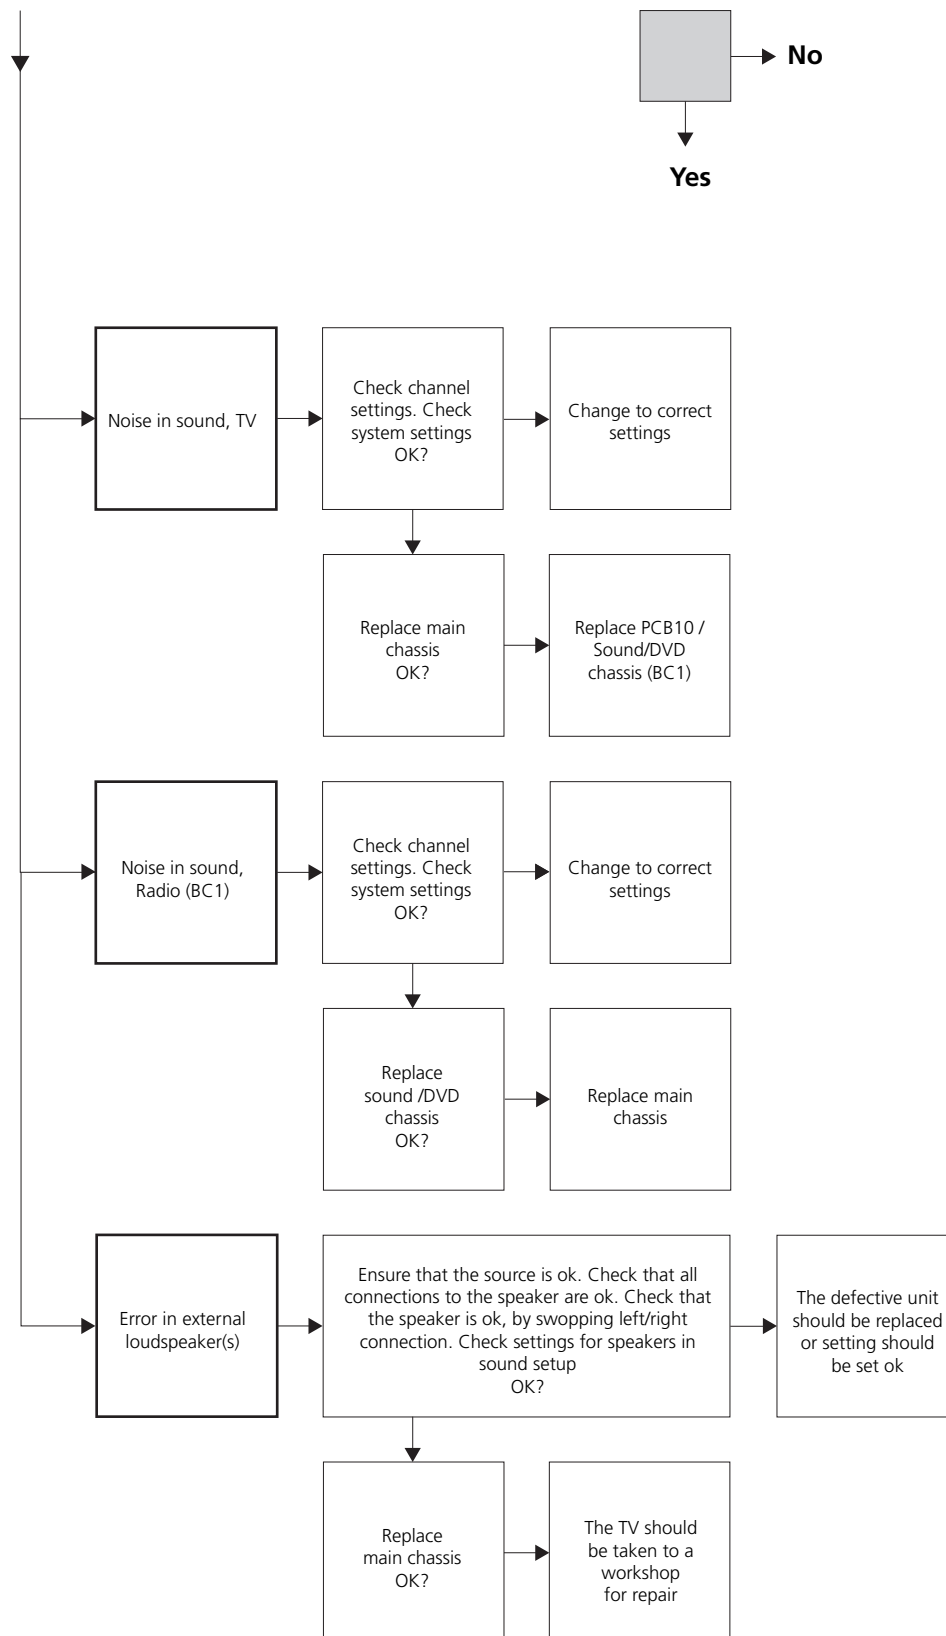 No
Yes
Noise in sound, TV
Check channel
settings. Check
system settings
OK?
Change to correct
settings
Replace main
chassis
OK?
Replace PCB10 /
Sound/DVD
chassis (BC1)
Noise in sound,
Radio (BC1)
Check channel
settings. Check
system settings
OK?
Change to correct
settings
Replace
sound /DVD
chassis
OK?
Replace main
chassis
Error in external
loudspeaker(s)
Ensure that the source is ok. Check that all
connections to the speaker are ok. Check that
the speaker is ok, by swopping left/right
connection. Check settings for speakers in
sound setup
OK?
The defective unit
should be replaced
or setting should
be set ok
Replace
main chassis
OK?
The TV should
be taken to a
workshop
for repair